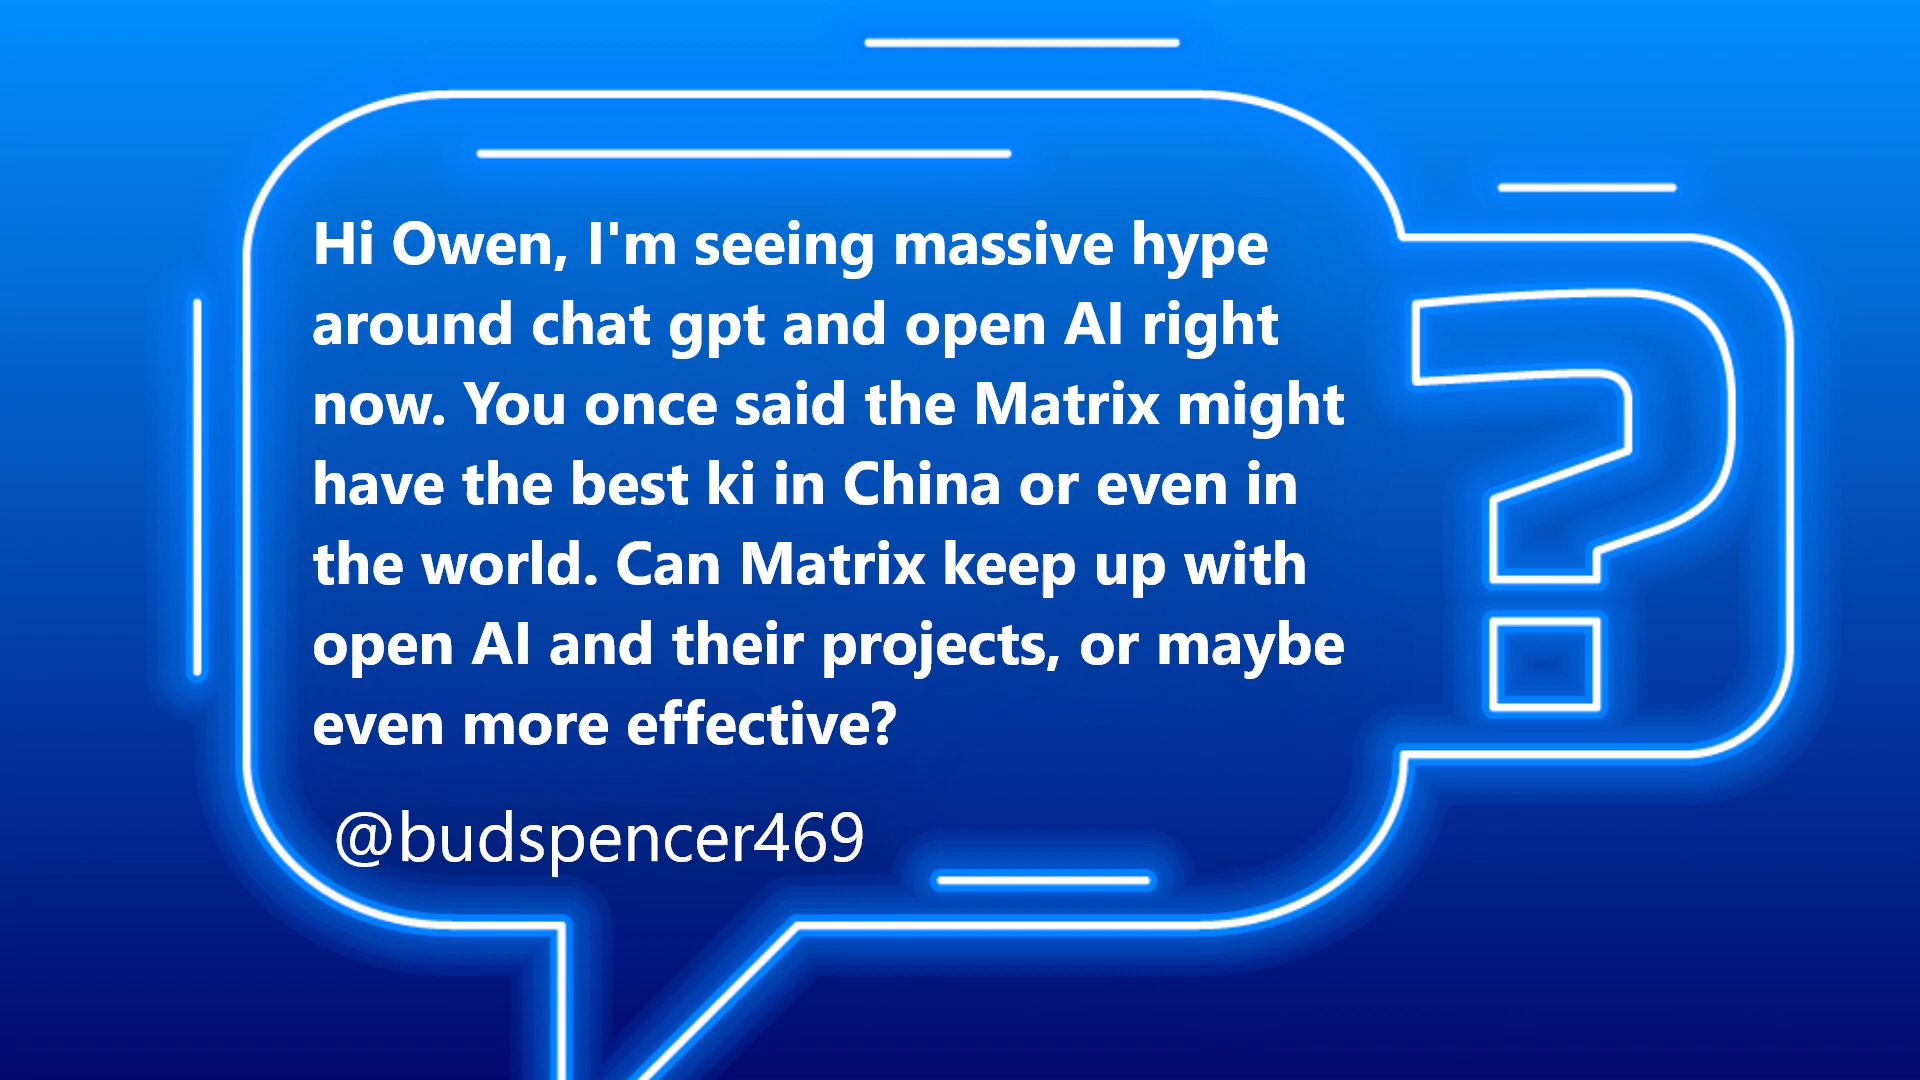 Hi Owen, I'm seeing massive hype
around chat gpt and open AI right
now. You once said the Matrix might
have the best ki in China or even in
the world. Can Matrix keep up with
open AI and their projects, or maybe
even more effective?
@budspencer469
?